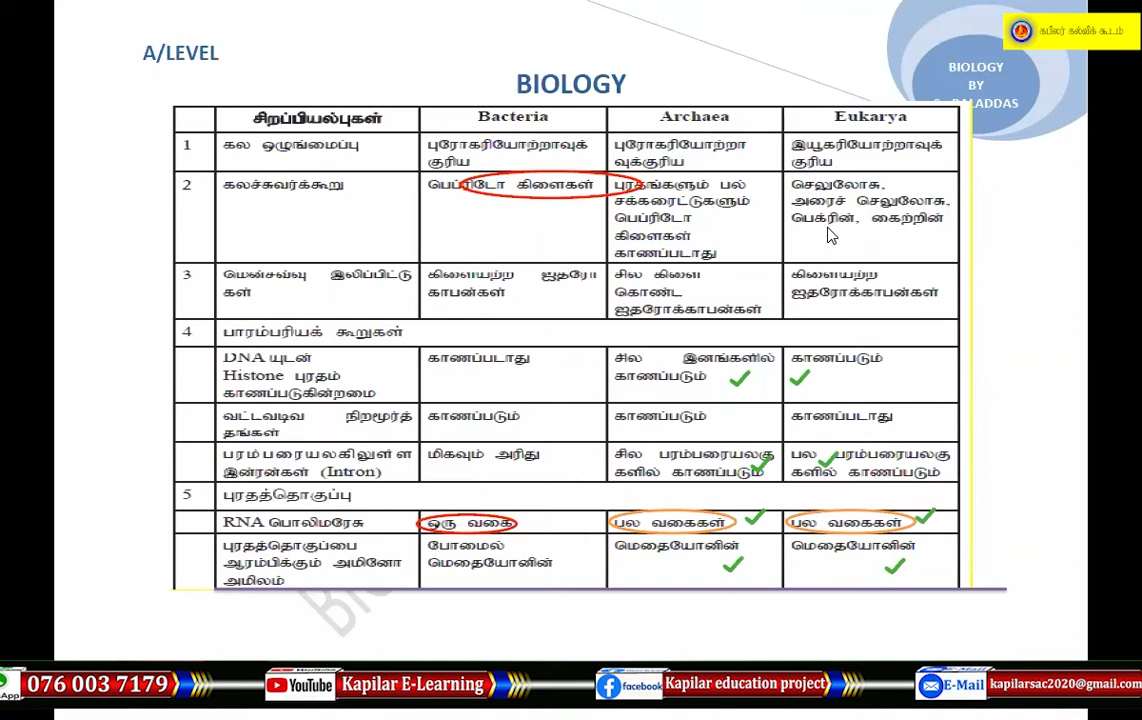 கபிலர் கல்விக் கூடம்
A/LEVEL
BIOLOGY
BY
BIOLOGY
சிறப்பியல்புகள் Bacteria Archaea Eukarya
1 கல ஒழுங்மைப்பு புரோகரியோற்றாவுக் புரோகரியோற்றா இயூகரியோற்றாவுக்
குரிய வுக்குரிய குரிய
2 கலச்சுவர்க்கூறு பெப்ரிடோ கிளைகள் புரதங்களும் பல் செலுலோசு,
சக்கரைட்டுகளும் அரைச் செலுலோசு,
பெப்ரிடோ பெக்ரின், கைற்றின்
கிளைகள்
காணப்படாது
3 மென்சவ்வு இலிப்பிட்டு கிளையற்ற ஐதரோ சில கிளை கிளையற்ற
கள் காபன்கள் கொண்ட ஐதரோக்காபன்கள்
ஐதரோக்காபன்கள்
4 பாரம்பரியக் கூறுகள்
DNA யுடன் காணப்படாது சில இனங்களில் காணப்படும்
Histone புரதம் காணப்படும்
காணப்படுகின்றமை
வட்டவடிவ நிறமூர்த் காணப்படும் காணப்படும் காணப்படாது
தங்கள்
பரம்பரையலகிலுள்ள மிகவும் அரிது சில பரம்பரையலகு பல பரம்பரையலகு
இன்ரன்கள் (Intron) களில் காணப்படும் களில் காணப்படும்
5 புரதத்தொகுப்பு
RNA பொலிமரேசு ஒரு வகை பல வகைகள் பல வகைகள்
புரதத்தொகுப்பை போமைல் மெதையோனின் மெதையோனின்
ஆரம்பிக்கும் அமினோ மெதையோனின்
அமிலம்
076 003 7179 YouTube Kapilar E-Learning facebook Kapilar education project E-Mail kapilarsac2020@gmail.com